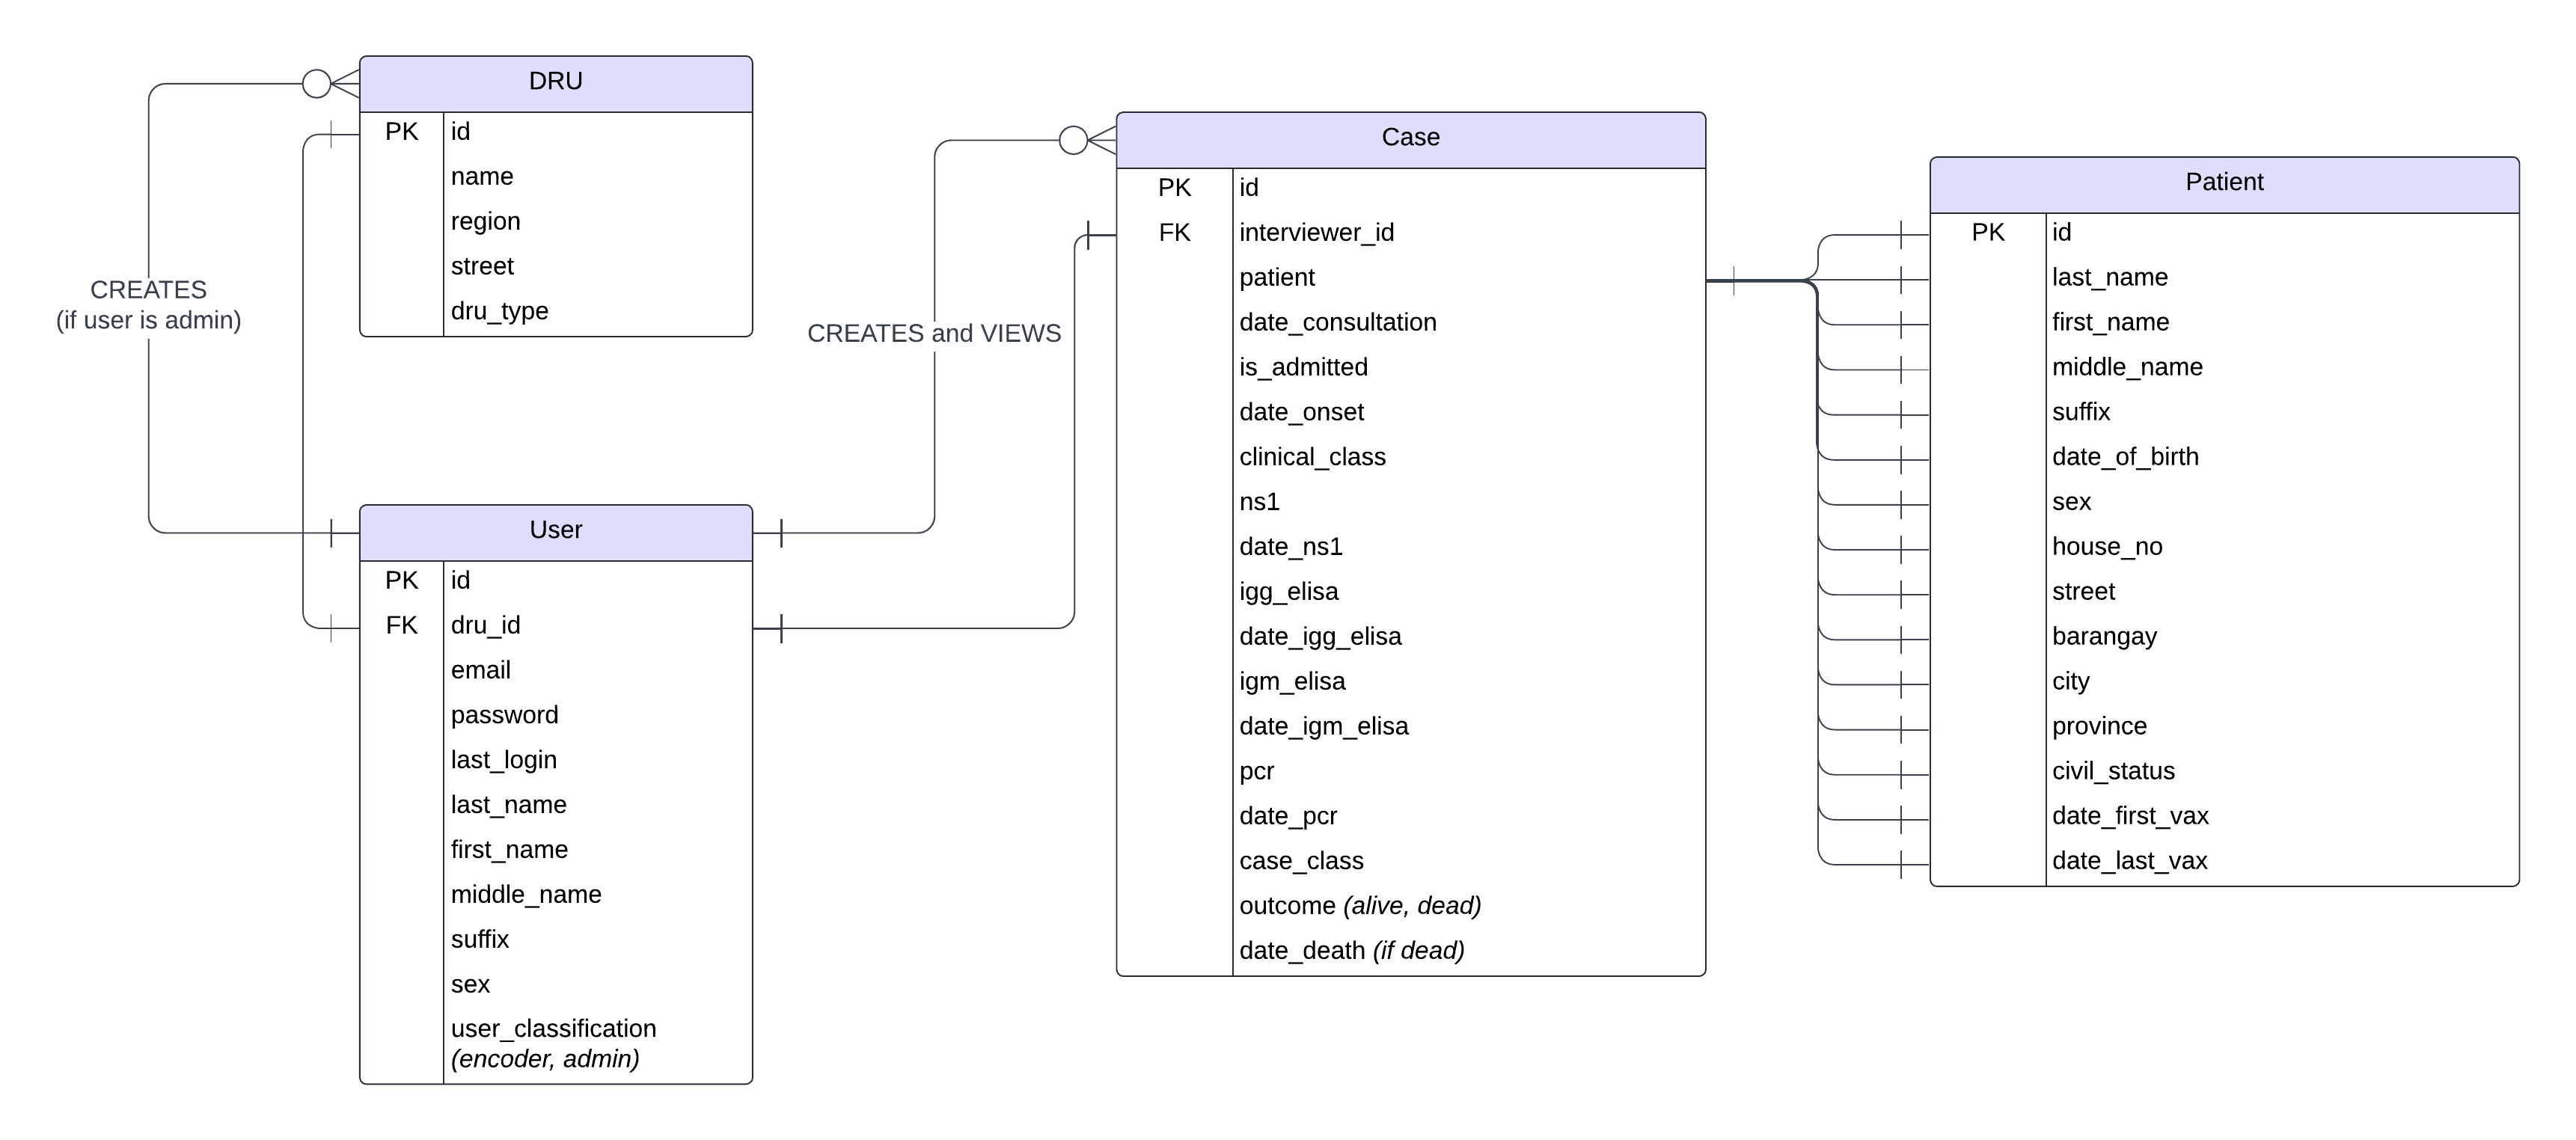 DRU
PK id
name
region
street
dru_type
CREATES
(if user is admin)
User
PK id
FK dru_id
email
password
last_login
last_name
first_name
middle_name
suffix
sex
user_classification
(encoder, admin)
CREATES and VIEWS
Case
PK id
FK interviewer_id
patient
date_consultation
is_admitted
date_onset
clinical_class
ns1
date_ns1
igg_elisa
date_igg_elisa
igm_elisa
date_igm_elisa
pcr
date_pcr
case_class
outcome (alive, dead)
date_death (if dead)
Patient
PK id
last_name
first_name
middle_name
suffix
date_of_birth
sex
house_no
street
barangay
city
province
civil_status
date_first_vax
date_last_vax